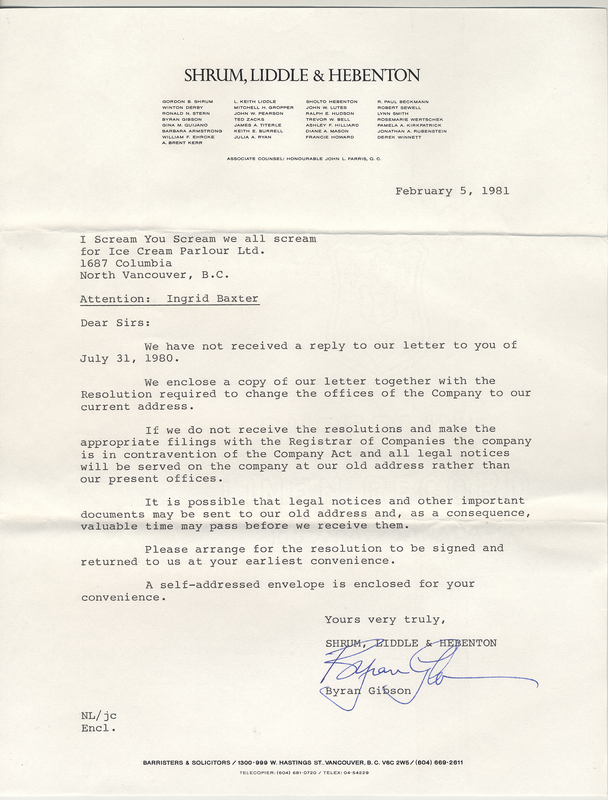 SHRUM, LIDDLE & HEBENTON
GORDON B. SHRUM
WINTON DERBY
RONALD N. STERN
BYRAN GIBSON
GINA M. QUIJANO
BARBARA ARMSTRONG
WILLIAM F. EHRCKE
A. BRENT KERR
L. KEITH LIDDLE
MITCHELL H. GROPPER
JOHN W. PEARSON
TED ZACKS
JAMES A. TITERLE
KEITH E. BURRELL
JULIA A. RYAN
SHOLTO HEBENTON
JOHN W. LUTES
RALPH E. HUDSON
TREVOR W. BELL
ASHLEY F. HILLIARD
DIANE A. MASON
FRANCIE HOWARD
R. PAUL BECKMANN
ROBERT SEWELL
LYNN SMITH
ROSEMARIE WERTSCHEK
PAMELA A. KIRKPATRICK
JONATHAN A. RUBENSTEIN
DEREK WINNETT
ASSOCIATE COUNSEL: HONOURABLE JOHN L. FARRIS, Q. C.
February 5, 1981
I Scream You Scream we all scream
for Ice Cream Parlour Ltd.
1687 Columbia
North Vancouver, B.C.
Attention: Ingrid Baxter
Dear Sirs:
We have not received a reply to our letter to you of
July 31, 1980.
We enclose a copy of our letter together with the
Resolution required to change the offices of the Company to our
current address.
If we do not receive the resolutions and make the
appropriate filings with the Registrar of Companies the company
is in contravention of the Company Act and all legal notices
will be served on the company at our old address rather than
our present offices.
It is possible that legal notices and other important
documents may be sent to our old address and, as a consequence,
valuable time may pass before we receive them.
Please arrange for the resolution to be signed and
returned to us at your earliest convenience.
A self-addressed envelope is enclosed for your
convenience.
Yours very truly,
SHRUM, LIDDLE & HEBENTON
Byran Gibson
NL/jc
Encl.
BARRISTERS & SOLICITORS / 1300-999 W. HASTINGS ST., VANCOUVER, B. C. V6C 2W5 / (604) 669-2611
TELECOPIER: (604) 681-0720 / TELEX: 04-54229